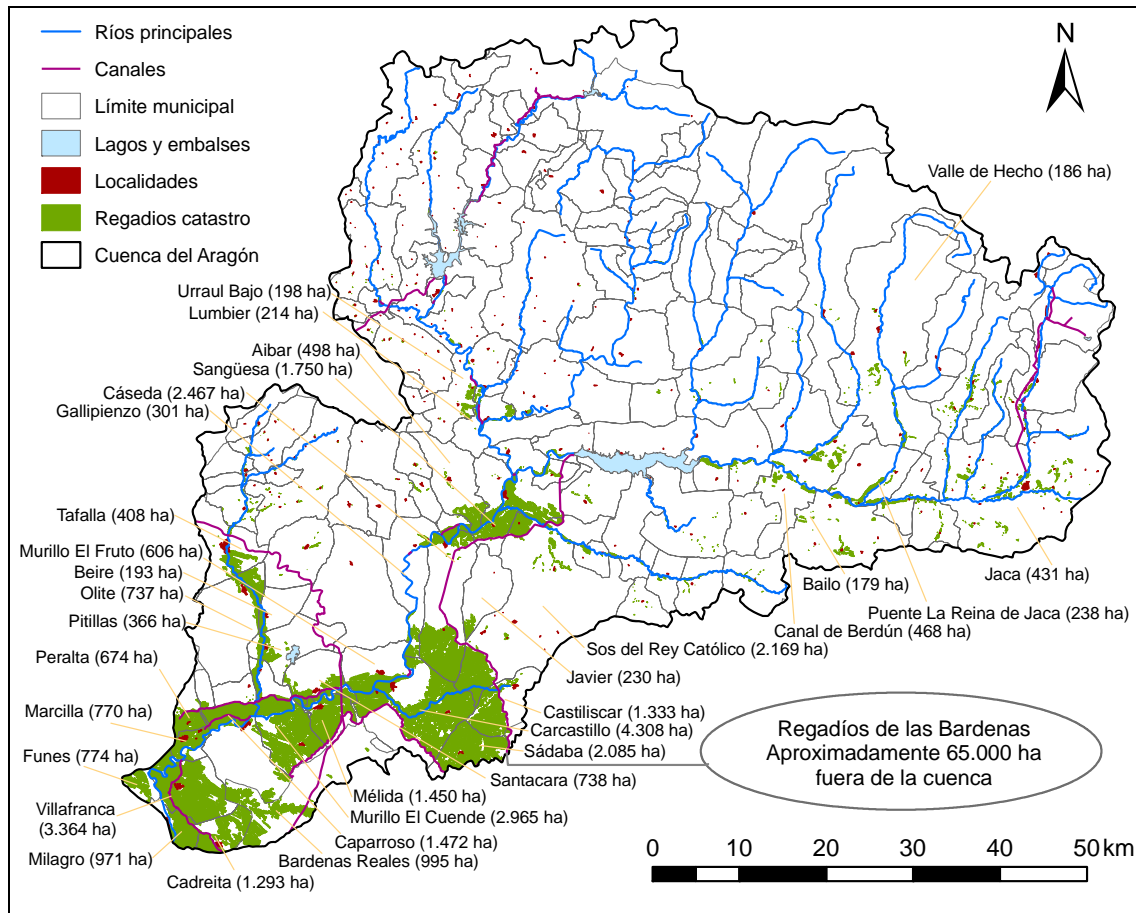 Ríos principales
Canales
Límite municipal
Lagos y embalses
Localidades
Regadios catastro
Cuenca del Aragón
N
Valle de Hecho (186 ha)
Urraul Bajo (198 ha)
Lumbier (214 ha)
Aibar (498 ha)
Sangüesa (1.750 ha)
Cáseda (2.467 ha)
Gallipienzo (301 ha)
Tafalla (408 ha)
Murillo El Fruto (606 ha)
Beire (193 ha)
Olite (737 ha)
Pitillas (366 ha)
Peralta (674 ha)
Marcilla (770 ha)
Funes (774 ha)
Villafranca
(3.364 ha)
Milagro (971 ha)
Cadreita (1.293 ha)
Bardenas Reales (995 ha)
Caparroso (1.472 ha)
Murillo El Cuende (2.965 ha)
Mélida (1.450 ha)
Santacara (738 ha)
Sádaba (2.085 ha)
Carcastillo (4.308 ha)
Castiliscar (1.333 ha)
Javier (230 ha)
Sos del Rey Católico (2.169 ha)
Canal de Berdún (468 ha)
Puente La Reina de Jaca (238 ha)
Bailo (179 ha)
Jaca (431 ha)
Regadíos de las Bardenas
Aproximadamente 65.000 ha
fuera de la cuenca
0 10 20 30 40 50 km